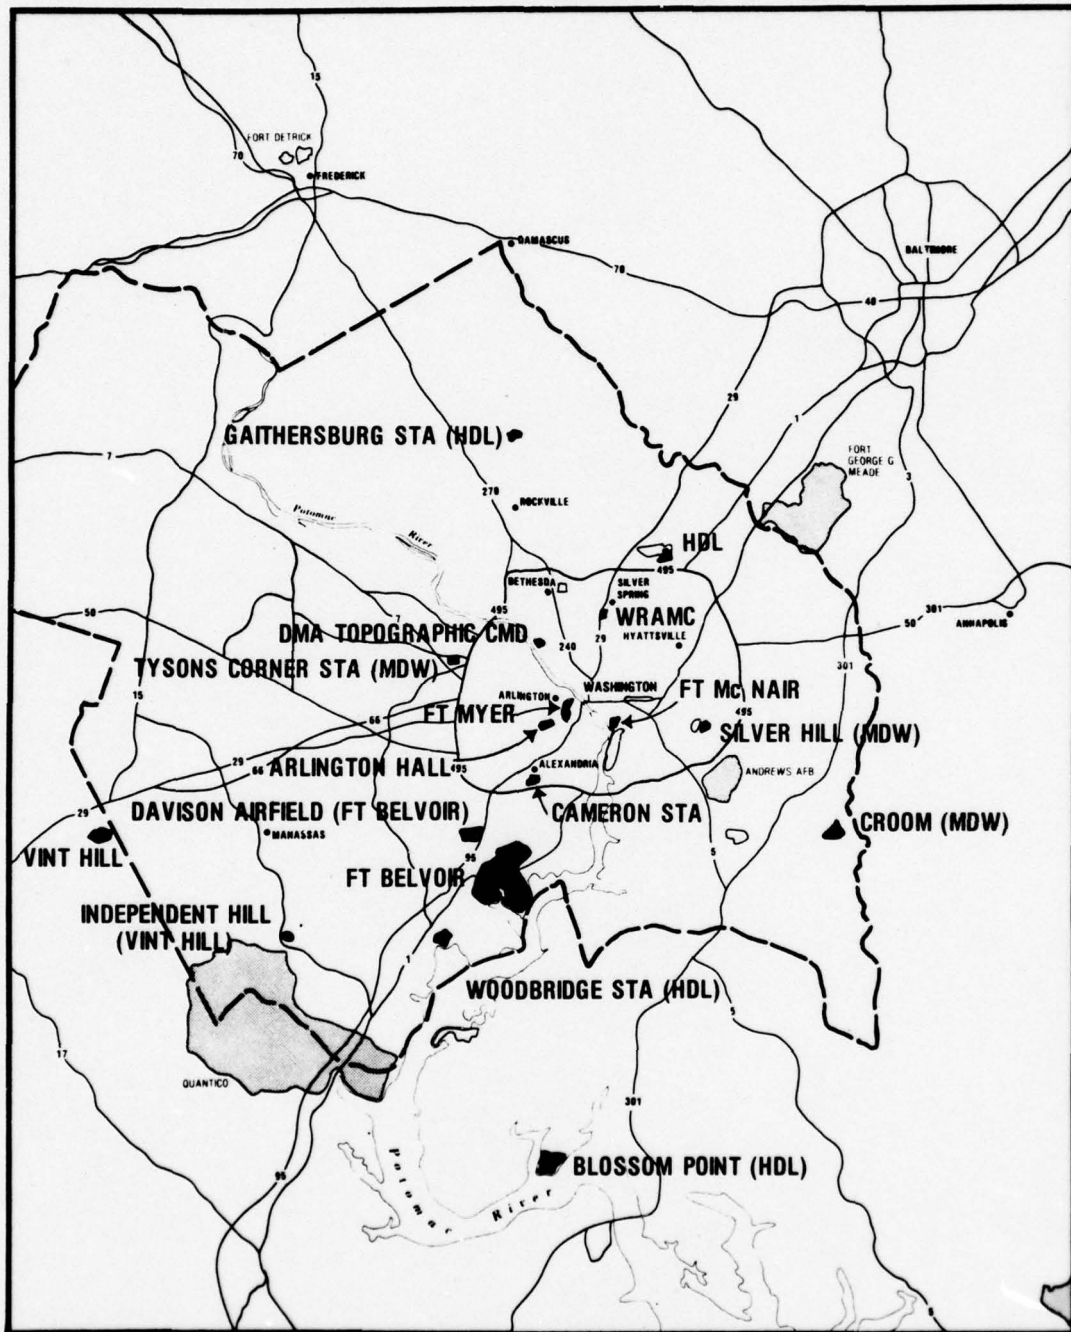 15
FORT DETRICK
70
FREDERICK
DAMASCUS
BALTIMORE
70
40
29
1
GAITHERSBURG STA (HDL)
7
FORT
GEORGE G
MEADE
3
270
ROCKVILLE
Potomac
River
HDL
495
BETHESDA
SILVER
SPRING
495
50
7
WRAMC
301
50
ANNAPOLIS
DMA TOPOGRAPHIC CMD
29
HYATTSVILLE
240
TYSONS CORNER STA (MDW)
301
15
ARLINGTON
WASHINGTON
FT Mc NAIR
FT MYER
66
495
SILVER HILL (MDW)
29
66
ARLINGTON HALL
495
ALEXANDRIA
ANDREWS AFB
DAVISON AIRFIELD (FT BELVOIR)
CAMERON STA
29
MANASSAS
CROOM (MDW)
VINT HILL
95
5
FT BELVOIR
INDEPENDENT HILL
(VINT HILL)
1
WOODBRIDGE STA (HDL)
5
17
QUANTICO
301
95
Potomac River
BLOSSOM POINT (HDL)
5